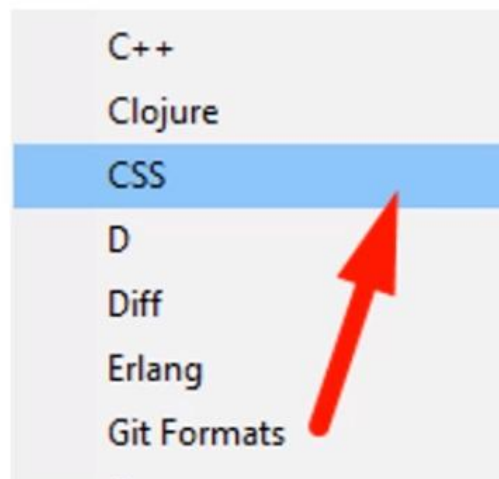 C++
Clojure
CSS
D
Diff
Erlang
Git Formats